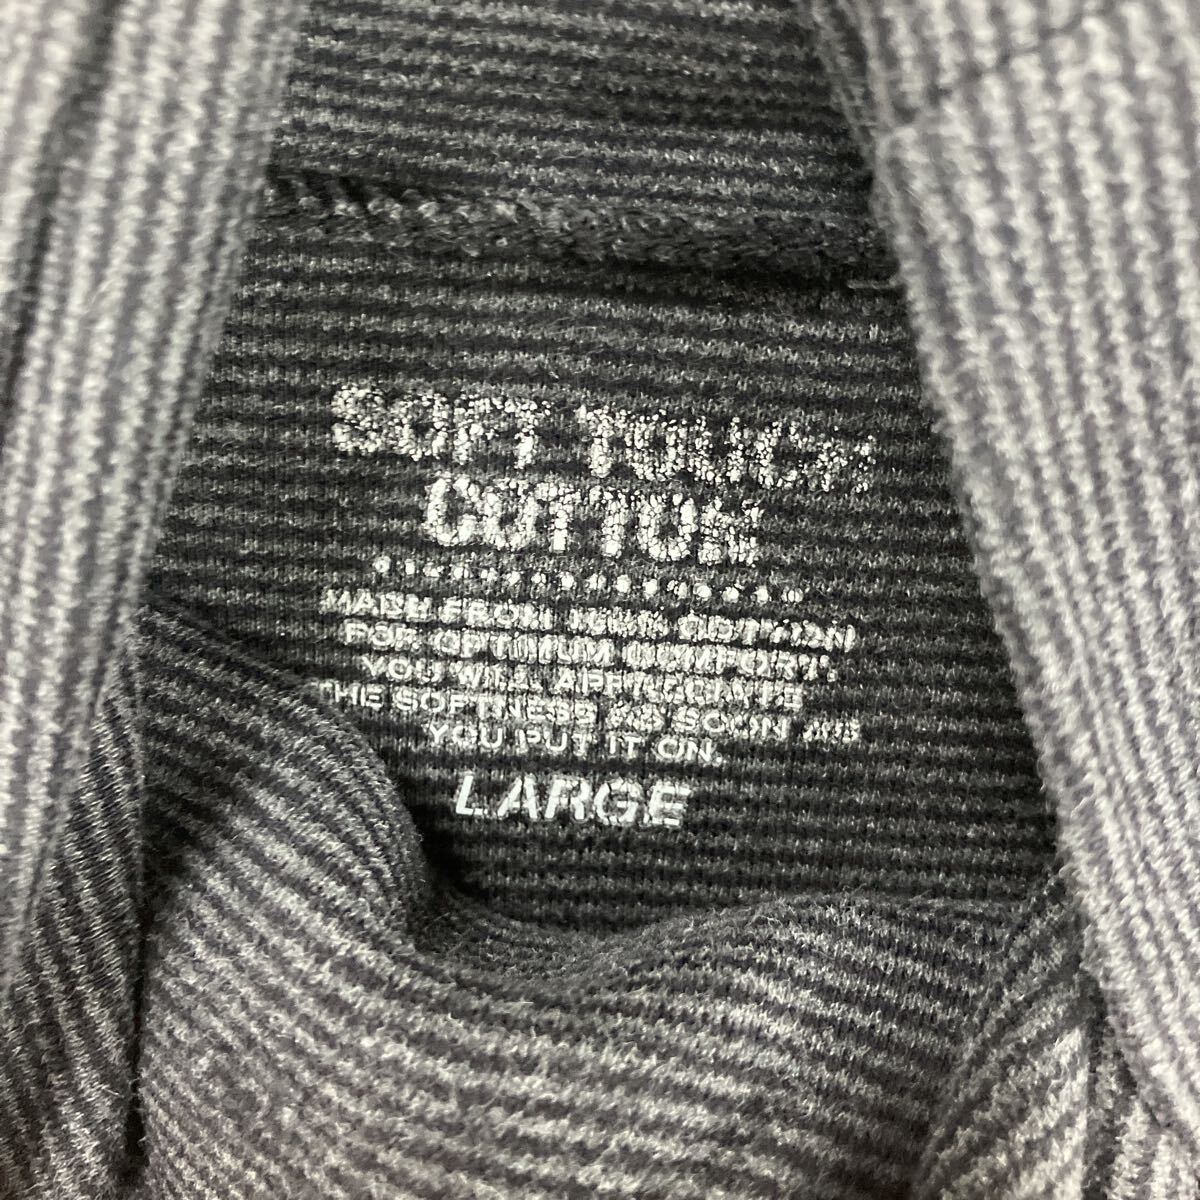 SOFT TOUCH
COTTON
MADE FROM COTTON
FOR OPTIMUM COMFORT.
YOU WILL APPRECIATE
THE SOFTNESS AS SOON AS
YOU PUT IT ON.
LARGE